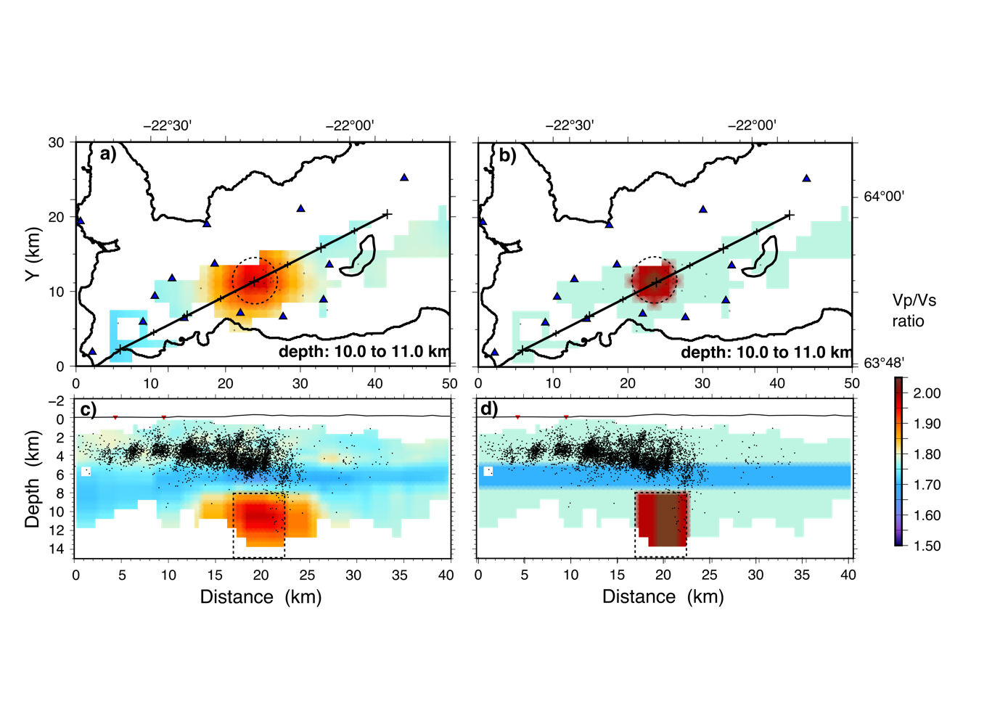 −22°30' −22°00' −22°30' −22°00'
30 a) b)
64°00'
20
Y (km)
10
Vp/Vs
ratio
depth: 10.0 to 11.0 km depth: 10.0 to 11.0 km
0 63°48'
0 10 20 30 40 50 0 10 20 30 40 50
−2 c) d)
0
2
4
6
8
10
12
14
Depth (km)
2.00
1.90
1.80
1.70
1.60
1.50
0 5 10 15 20 25 30 35 40 0 5 10 15 20 25 30 35 40
Distance (km) Distance (km)